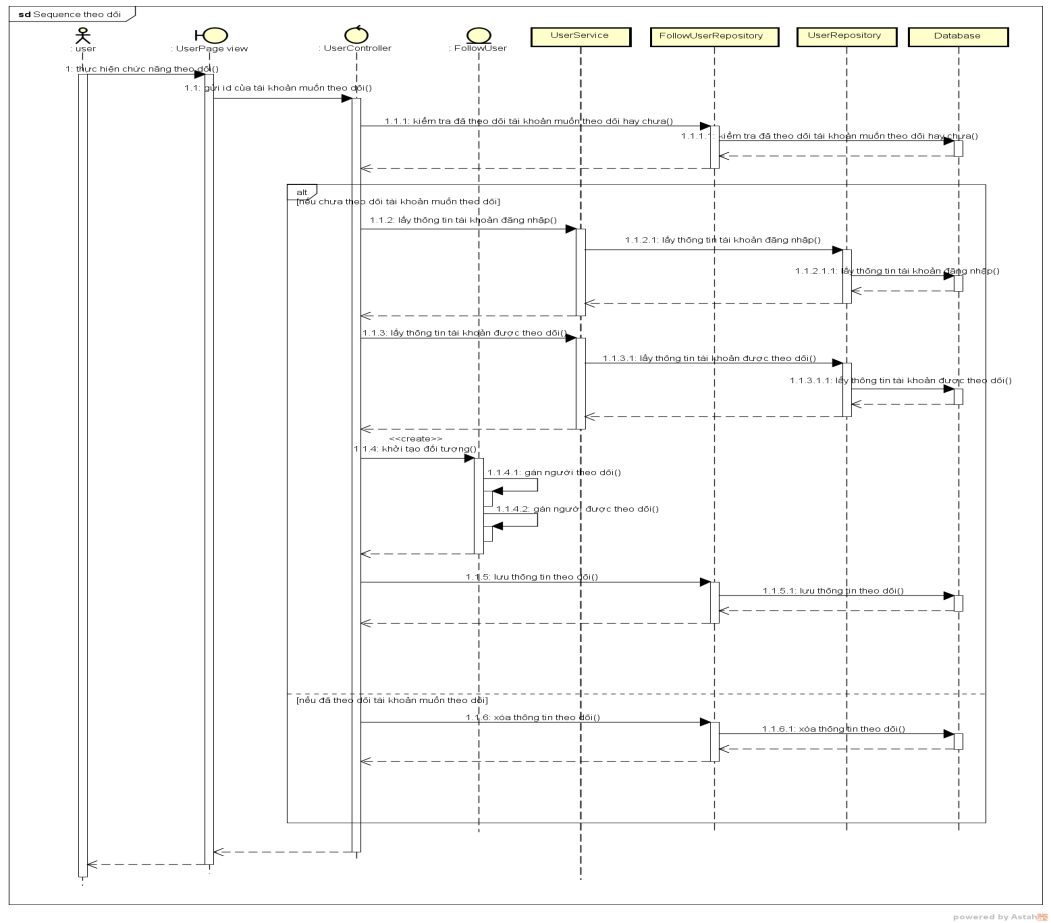 sd Sequence theo dõi
: user
: UserPage view
: UserController
: FollowUser
UserService
FollowUserRepository
UserRepository
Database
1: thực hiện chức năng theo dõi()
1.1: gửi id của tài khoản muốn theo dõi()
1.1.1: kiểm tra đã theo dõi tài khoản muốn theo dõi hay chưa()
1.1.1.1: kiểm tra đã theo dõi tài khoản muốn theo dõi hay chưa()
alt
[nếu chưa theo dõi tài khoản muốn theo dõi]
1.1.2: lấy thông tin tài khoản đăng nhập()
1.1.2.1: lấy thông tin tài khoản đăng nhập()
1.1.2.1.1: lấy thông tin tài khoản đăng nhập()
1.1.3: lấy thông tin tài khoản được theo dõi()
1.1.3.1: lấy thông tin tài khoản được theo dõi()
1.1.3.1.1: lấy thông tin tài khoản được theo dõi()
<<create>>
1.1.4: khởi tạo đối tượng()
1.1.4.1: gán người theo dõi()
1.1.4.2: gán người được theo dõi()
1.1.5: lưu thông tin theo dõi()
1.1.5.1: lưu thông tin theo dõi()
[nếu đã theo dõi tài khoản muốn theo dõi]
1.1.6: xóa thông tin theo dõi()
1.1.6.1: xóa thông tin theo dõi()
powered by Astah